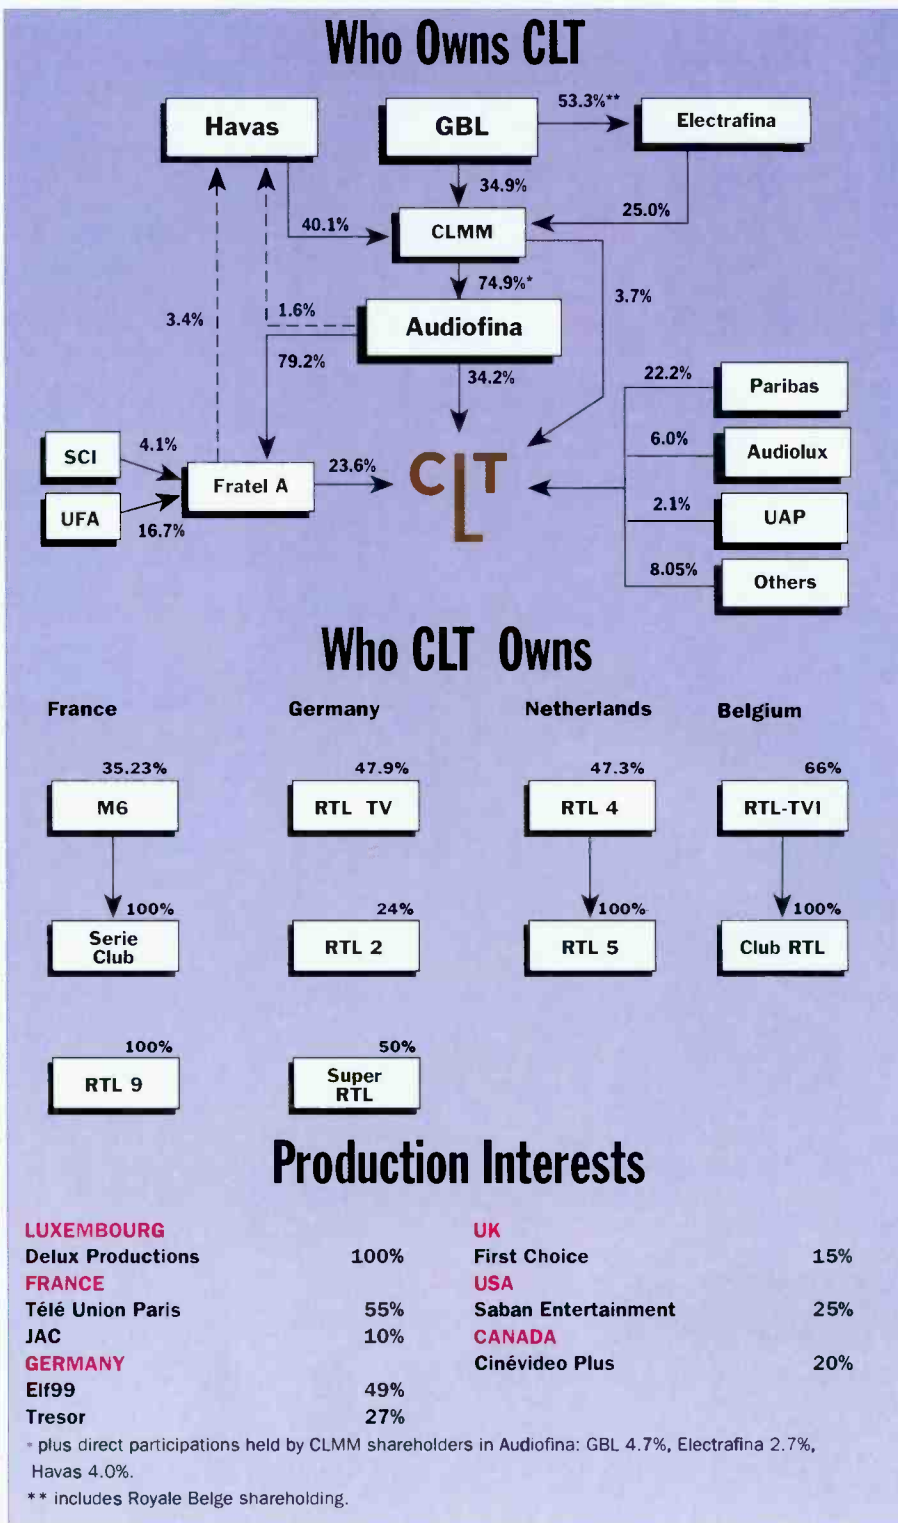 Who Owns CLT
Havas
GBL
53.3%**
Electrafina
34.9%
40.1%
CLMM
25.0%
74.9%*
3.7%
3.4%
1.6%
Audiofina
79.2%
34.2%
22.2%
Paribas
SCI
4.1%
6.0%
Audiolux
Fratel A
23.6%
CLT
UFA
16.7%
2.1%
UAP
8.05%
Others
Who CLT Owns
France
Germany
Netherlands
Belgium
35.23%
47.9%
47.3%
66%
M6
RTL TV
RTL 4
RTL-TVI
100%
24%
100%
100%
Serie
Club
RTL 2
RTL 5
Club RTL
100%
50%
RTL 9
Super
RTL
Production Interests
LUXEMBOURG
Delux Productions 100%
FRANCE
Télé Union Paris 55%
JAC 10%
GERMANY
Elf99 49%
Tresor 27%
UK
First Choice 15%
USA
Saban Entertainment 25%
CANADA
Cinévideo Plus 20%
* plus direct participations held by CLMM shareholders in Audiofina: GBL 4.7%, Electrafina 2.7%,
Havas 4.0%.
** includes Royale Belge shareholding.